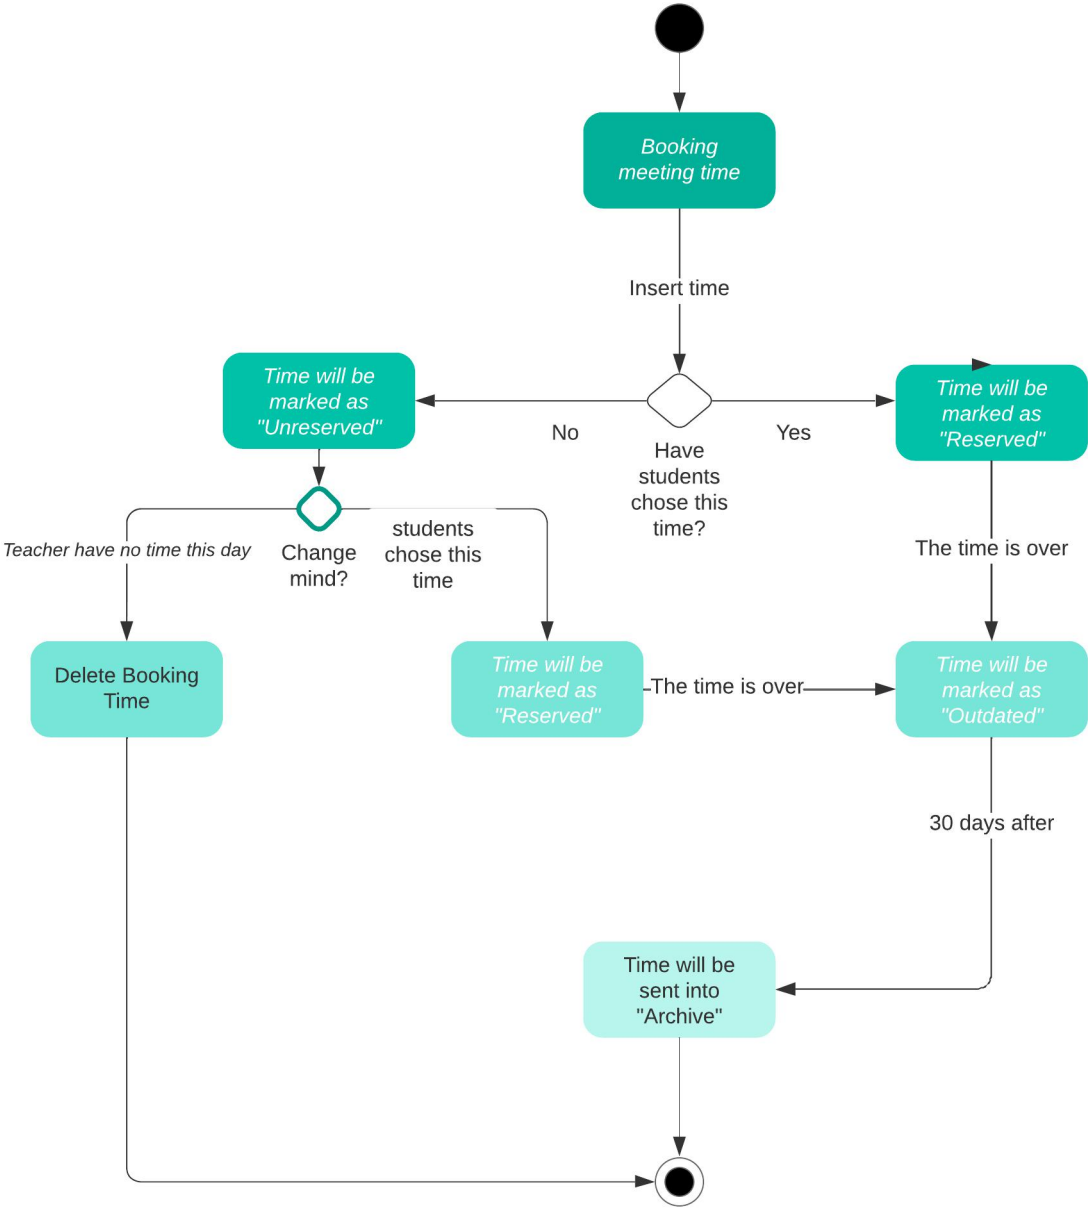 Booking
meeting time
Insert time
Time will be
marked as
"Unreserved"
No
Yes
Have
students
chose this
time?
Time will be
marked as
"Reserved"
Teacher have no time this day
Change
mind?
students
chose this
time
The time is over
Delete Booking
Time
Time will be
marked as
"Reserved"
The time is over
Time will be
marked as
"Outdated"
30 days after
Time will be
sent into
"Archive"